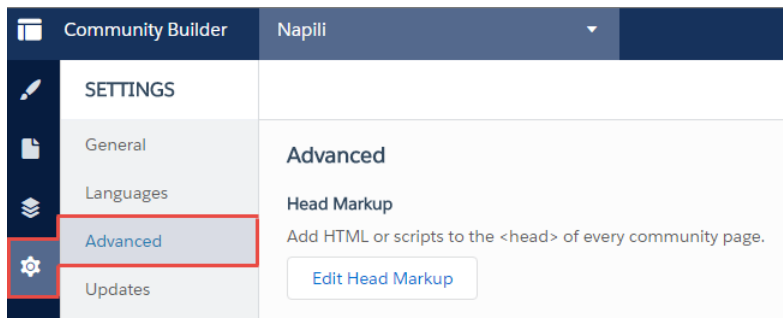 Community Builder
Napili
SETTINGS
General
Languages
Advanced
Updates
Advanced
Head Markup
Add HTML or scripts to the <head> of every community page.
Edit Head Markup